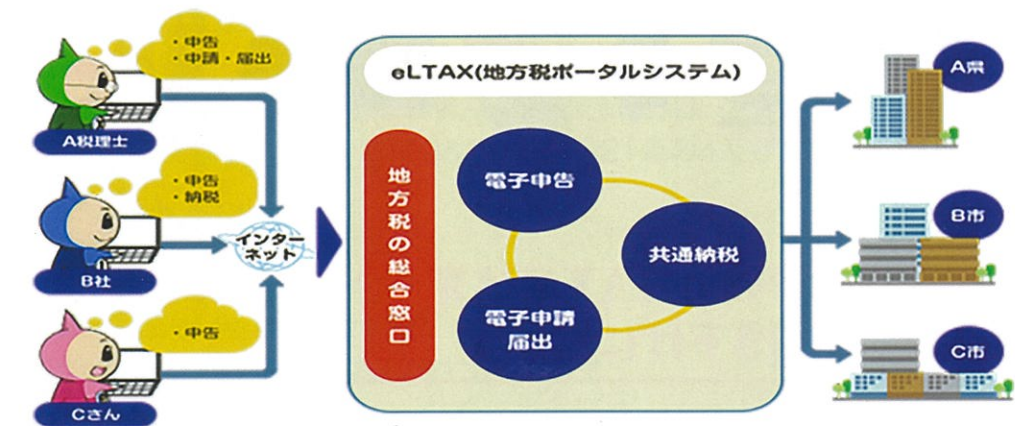 ・申告
・申請・届出
A税理士
・申告
・納税
B社
・申告
Cさん
インター
ネット
eLTAX(地方税ポータルシステム)
地方税の総合窓口
電子申告
共通納税
電子申請
届出
A県
B市
C市